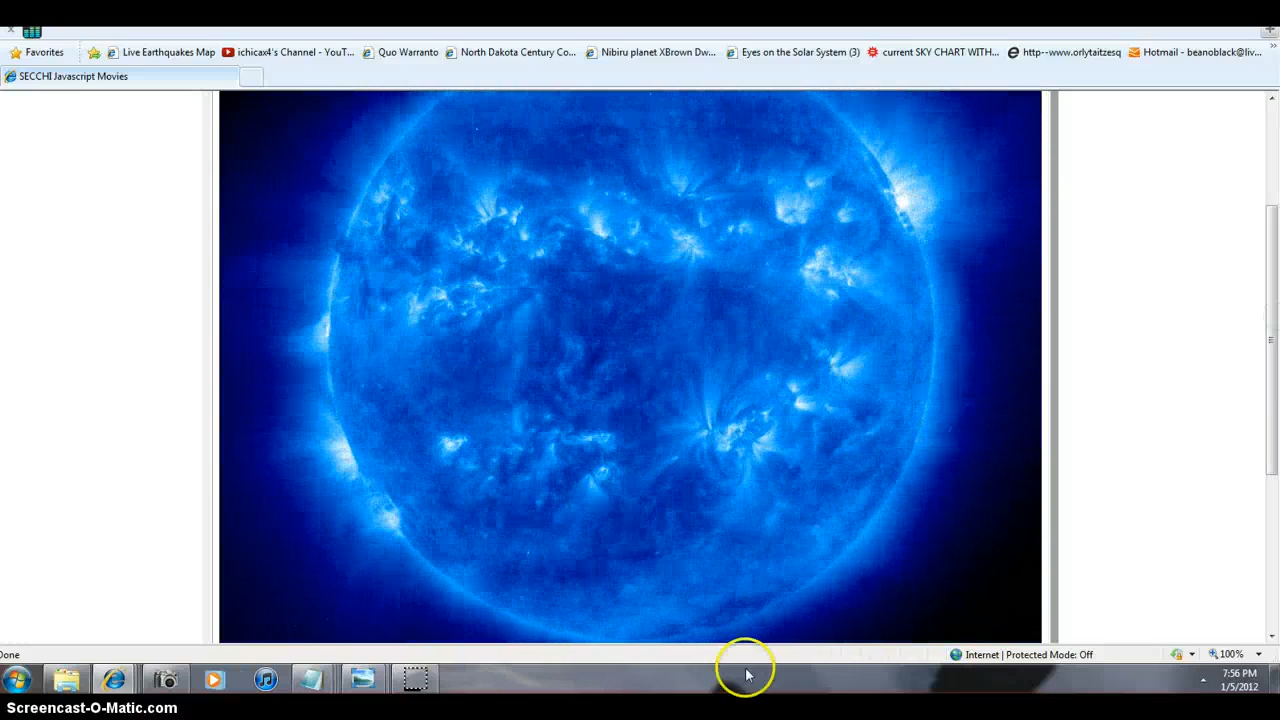 Favorites Live Earthquakes Map ichicax4's Channel - YouT... Quo Warranto North Dakota Century Co... Nibiru planet XBrown Dw... Eyes on the Solar System (3) current SKY CHART WITH... http--www.orlytaitzesq Hotmail - beanoblack@liv...
SECCHI Javascript Movies
Done Internet | Protected Mode: Off 100%
7:56 PM
1/5/2012
Screencast-O-Matic.com